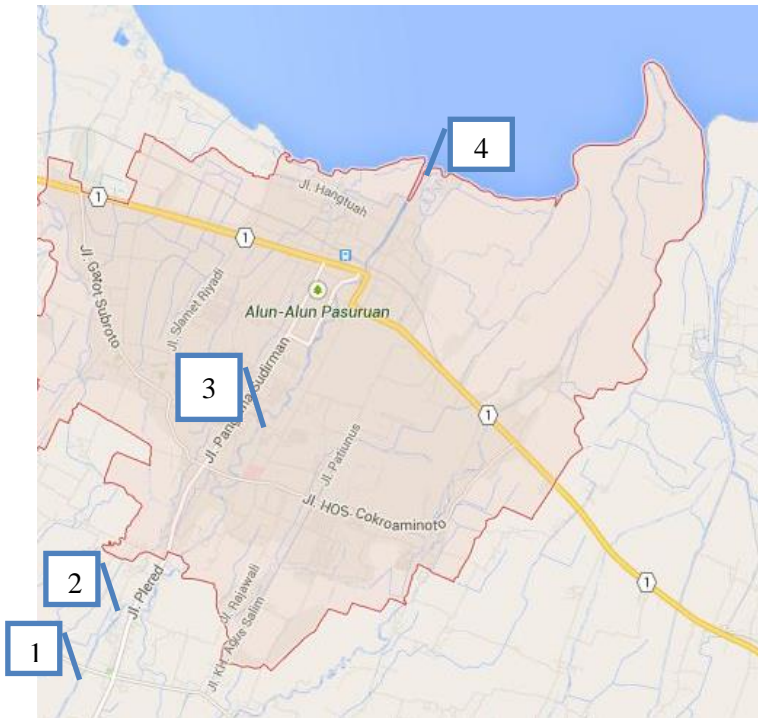 4
Jl. Hangtuah
1
1
Jl. Gatot Subroto
Jl. Slamet Riyadi
Alun-Alun Pasuruan
3
Jl. Panglima Sudirman
1
Jl. Patiunus
Jl. HOS. Cokroaminoto
2
Jl. Plered
Jl. Rajawali
1
Jl. KH. Agus Salim
1